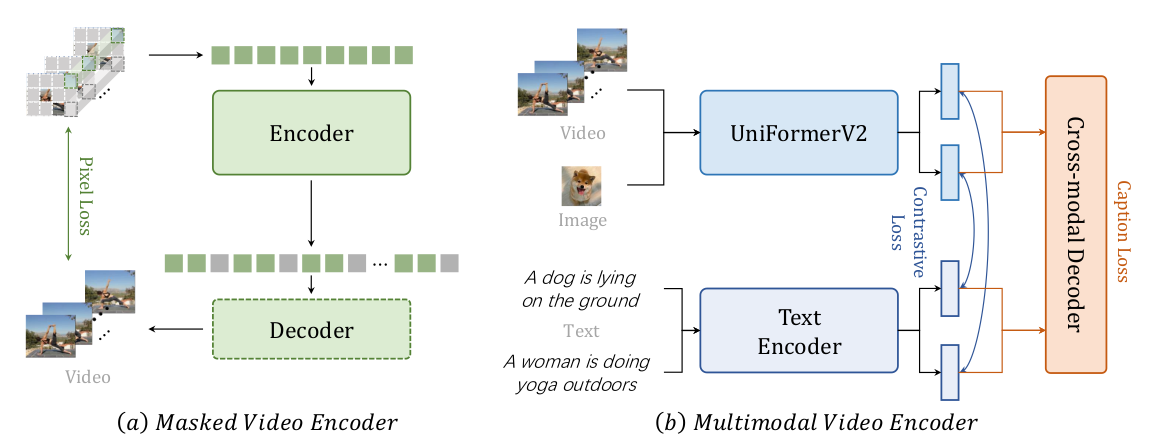 Encoder
Pixel Loss
...
Decoder
Video
(a) Masked Video Encoder
Video
Image
UniFormerV2
Contrastive
Loss
A dog is lying
on the ground
Text
A woman is doing
yoga outdoors
Text
Encoder
Cross-modal Decoder
Caption Loss
(b) Multimodal Video Encoder